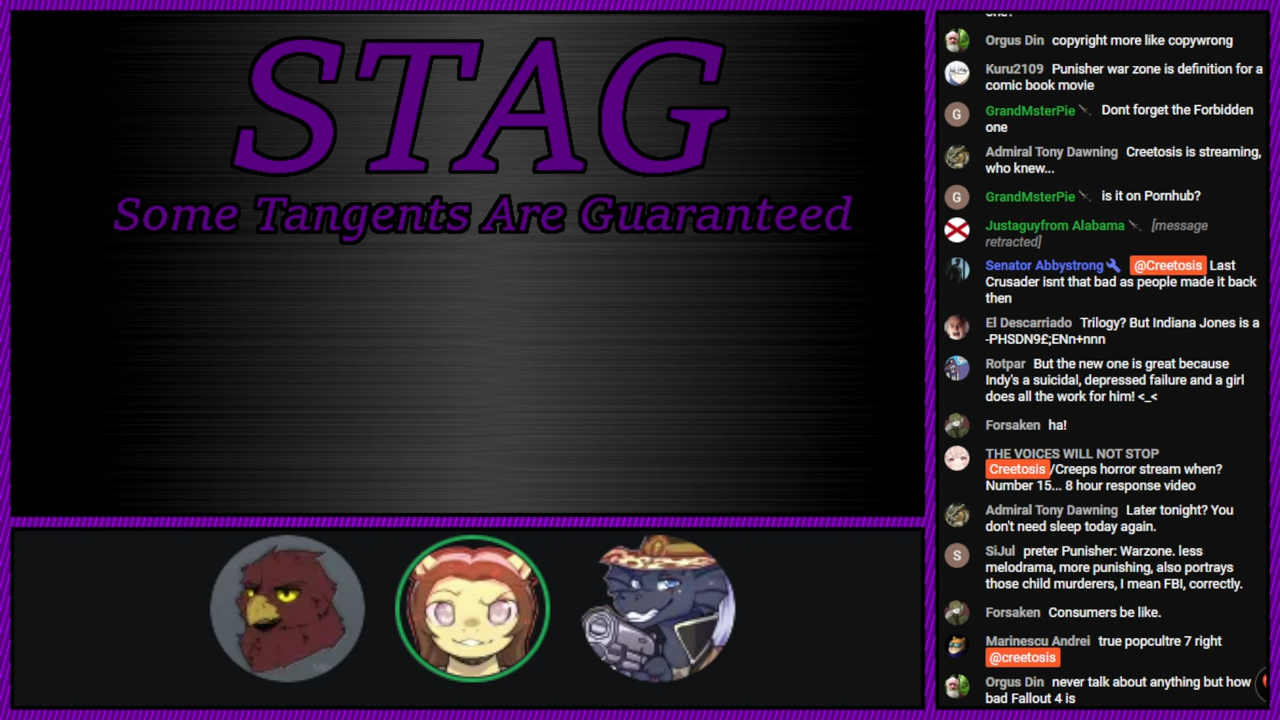 STAG
Some Tangents Are Guaranteed
one?
Orgus Din copyright more like copywrong
Kuru2109 Punisher war zone is definition for a
comic book movie
G GrandMsterPie Dont forget the Forbidden
one
Admiral Tony Dawning Creetosis is streaming,
who knew...
G GrandMsterPie is it on Pornhub?
Justaguyfrom Alabama [message
retracted]
Senator Abbystrong @Creetosis Last
Crusader isnt that bad as people made it back
then
El Descarriado Trilogy? But Indiana Jones is a
-PHSDN9£;ENn+nnn
Rotpar But the new one is great because
Indy's a suicidal, depressed failure and a girl
does all the work for him! <_<
Forsaken ha!
THE VOICES WILL NOT STOP
Creetosis/Creeps horror stream when?
Number 15... 8 hour response video
Admiral Tony Dawning Later tonight? You
don't need sleep today again.
S SiJul preter Punisher: Warzone. less
melodrama, more punishing, also portrays
those child murderers, I mean FBI, correctly.
Forsaken Consumers be like.
Marinescu Andrei true popcultre 7 right
@creetosis
Orgus Din never talk about anything but how
bad Fallout 4 is